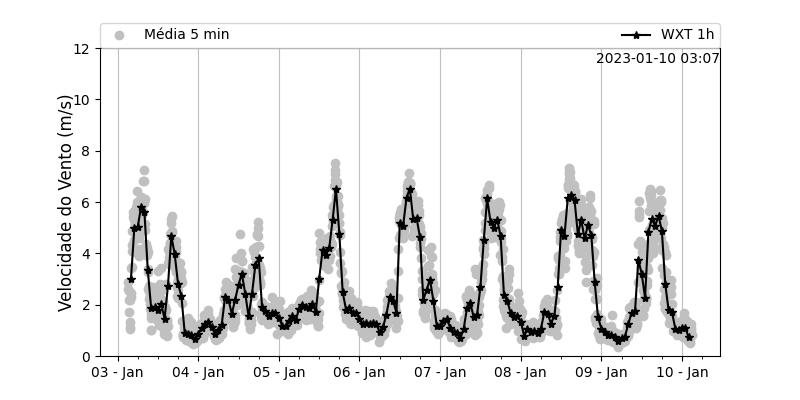 Média 5 min
WXT 1h
2023-01-10 03:07
Velocidade do Vento (m/s)
12
10
8
6
4
2
0
03 - Jan
04 - Jan
05 - Jan
06 - Jan
07 - Jan
08 - Jan
09 - Jan
10 - Jan